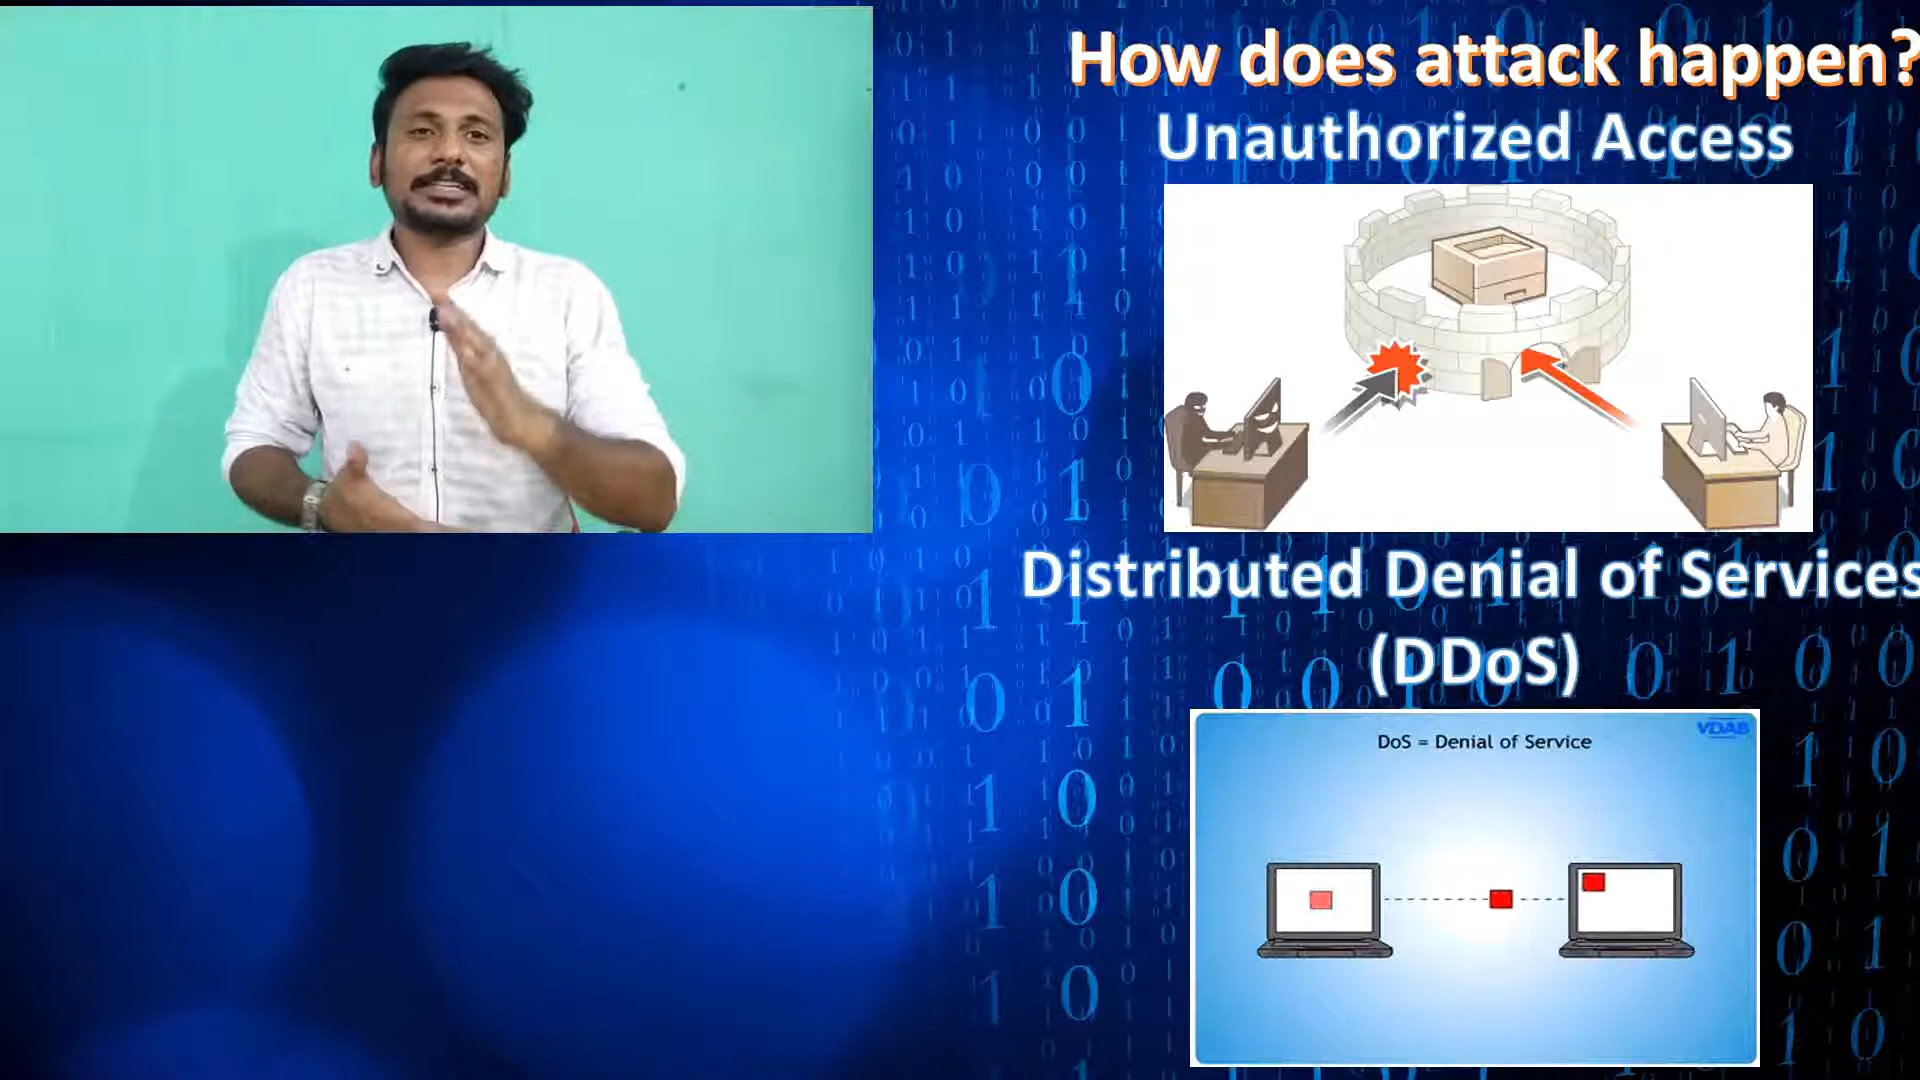 How does attack happen?
Unauthorized Access
Distributed Denial of Services
(DDoS)
VDAB
DoS = Denial of Service